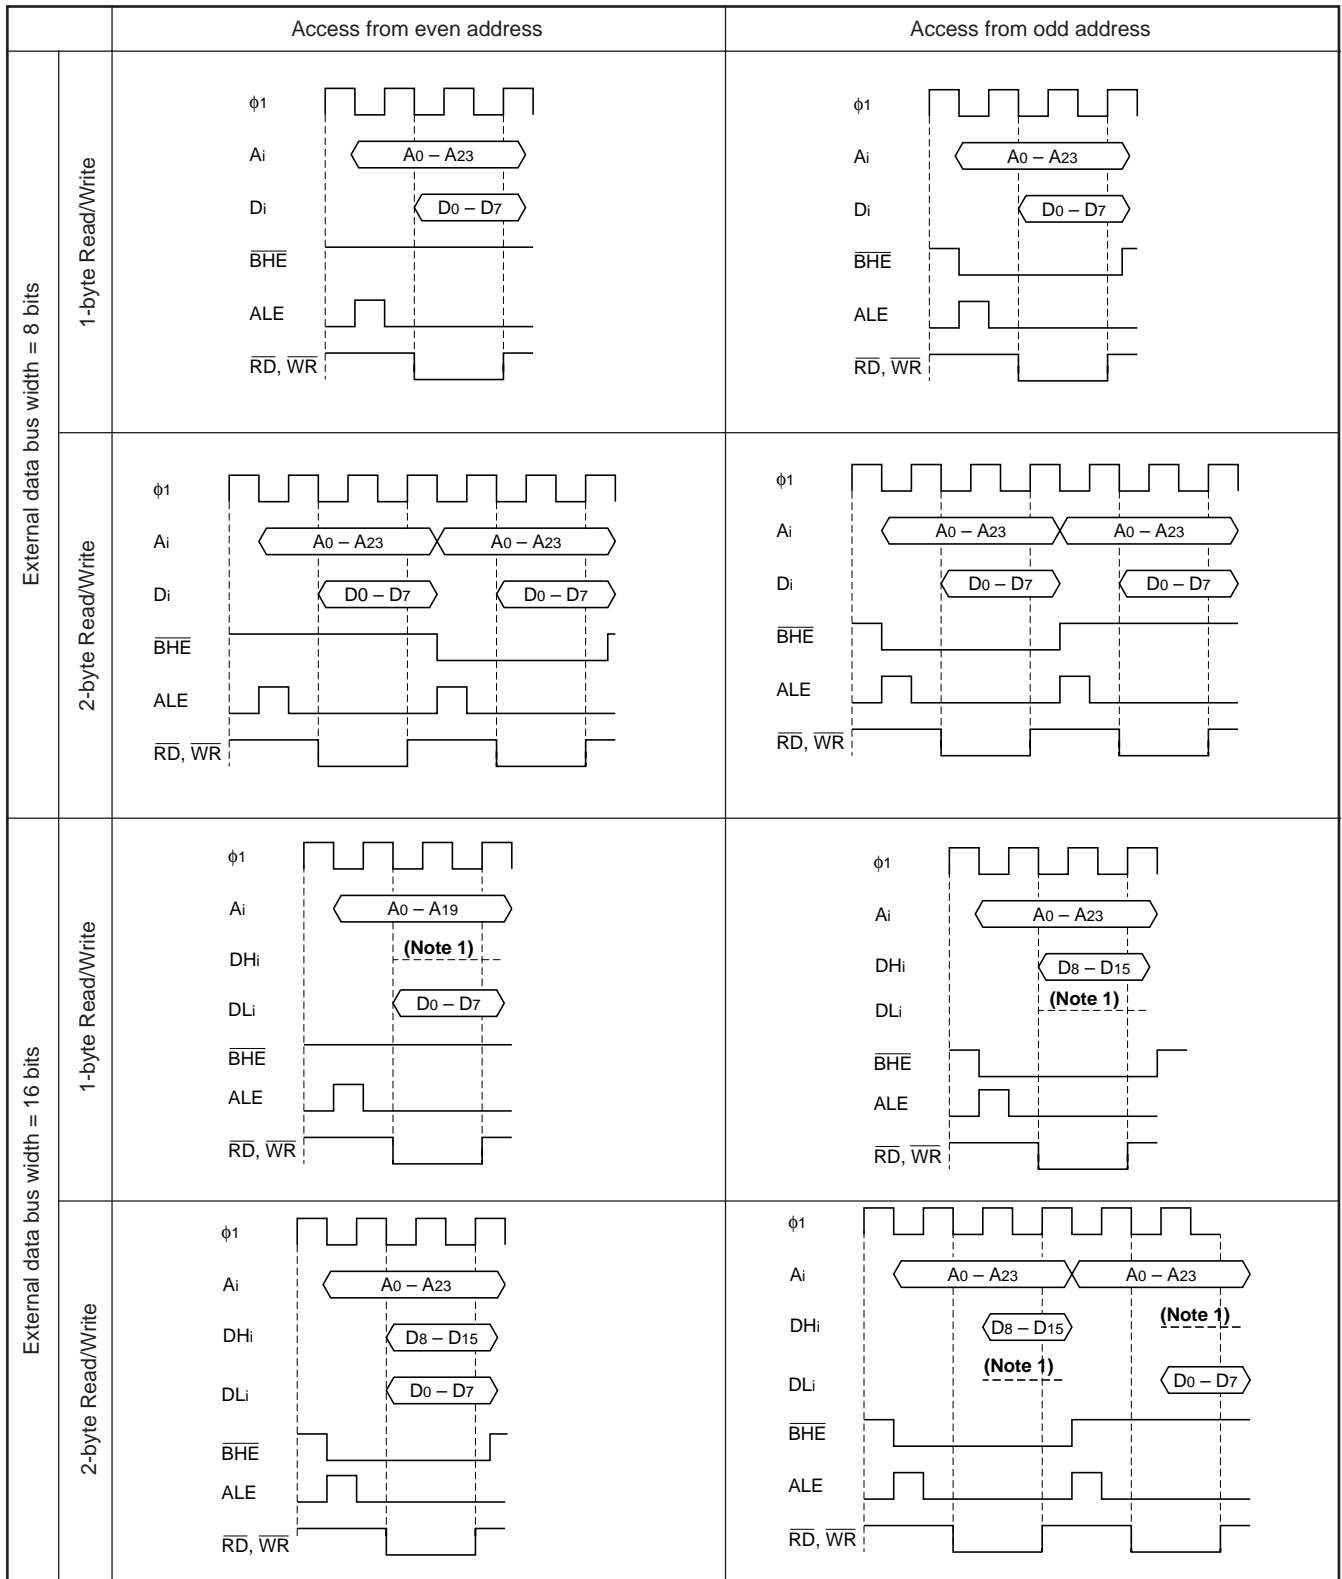 Access from even address
Access from odd address
External data bus width = 8 bits
1-byte Read/Write
ϕ1
Ai
A0 – A23
Di
D0 – D7
BHE
ALE
RD, WR
ϕ1
Ai
A0 – A23
Di
D0 – D7
BHE
ALE
RD, WR
2-byte Read/Write
ϕ1
Ai
A0 – A23
A0 – A23
Di
D0 – D7
D0 – D7
BHE
ALE
RD, WR
ϕ1
Ai
A0 – A23
A0 – A23
Di
D0 – D7
D0 – D7
BHE
ALE
RD, WR
External data bus width = 16 bits
1-byte Read/Write
ϕ1
Ai
A0 – A19
DHi
(Note 1)
DLi
D0 – D7
BHE
ALE
RD, WR
ϕ1
Ai
A0 – A23
DHi
D8 – D15
DLi
(Note 1)
BHE
ALE
RD, WR
2-byte Read/Write
ϕ1
Ai
A0 – A23
DHi
D8 – D15
DLi
D0 – D7
BHE
ALE
RD, WR
ϕ1
Ai
A0 – A23
A0 – A23
DHi
D8 – D15
(Note 1)
DLi
(Note 1)
D0 – D7
BHE
ALE
RD, WR